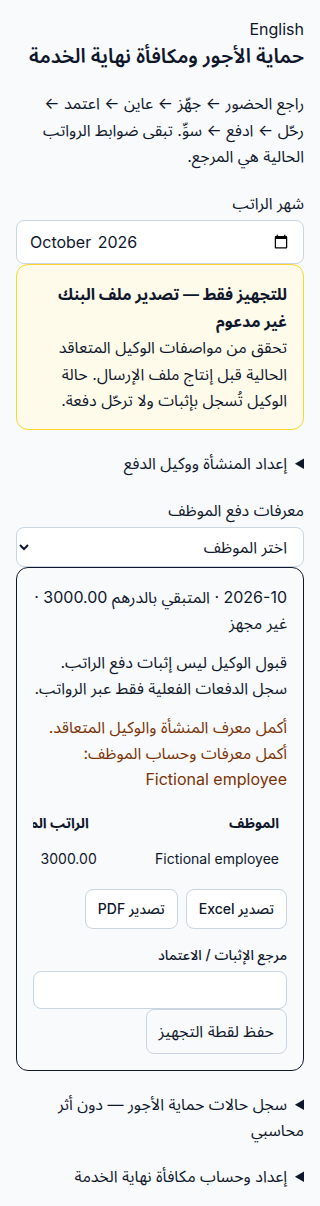 English
حماية الأجور ومكافأة نهاية الخدمة
راجع الحضور ← جهّز ← عاين ← اعتمد ←
رحّل ← ادفع ← سوِّ. تبقى ضوابط الرواتب
الحالية هي المرجع.
شهر الراتب
October 2026
للتجهيز فقط — تصدير ملف البنك
غير مدعوم
تحقق من مواصفات الوكيل المتعاقد
الحالية قبل إنتاج ملف الإرسال. حالة
الوكيل تُسجل بإثبات ولا ترحّل دفعة.
إعداد المنشأة ووكيل الدفع
معرفات دفع الموظف
اختر الموظف
2026-10 · المتبقي بالدرهم 3000.00 ·
غير مجهز
قبول الوكيل ليس إثبات دفع الراتب.
سجل الدفعات الفعلية فقط عبر الرواتب.
أكمل معرف المنشأة والوكيل المتعاقد.
أكمل معرفات وحساب الموظف:
Fictional employee
الموظف الراتب
Fictional employee 3000.00
تصدير Excel تصدير PDF
مرجع الإثبات / الاعتماد
حفظ لقطة التجهيز
سجل حالات حماية الأجور — دون أثر
محاسبي
إعداد وحساب مكافأة نهاية الخدمة